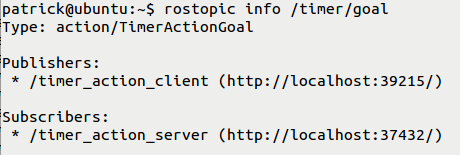 patrick@ubuntu:~$ rostopic info /timer/goal
Type: action/TimerActionGoal
Publishers:
* /timer_action_client (http://localhost:39215/)
Subscribers:
* /timer_action_server (http://localhost:37432/)